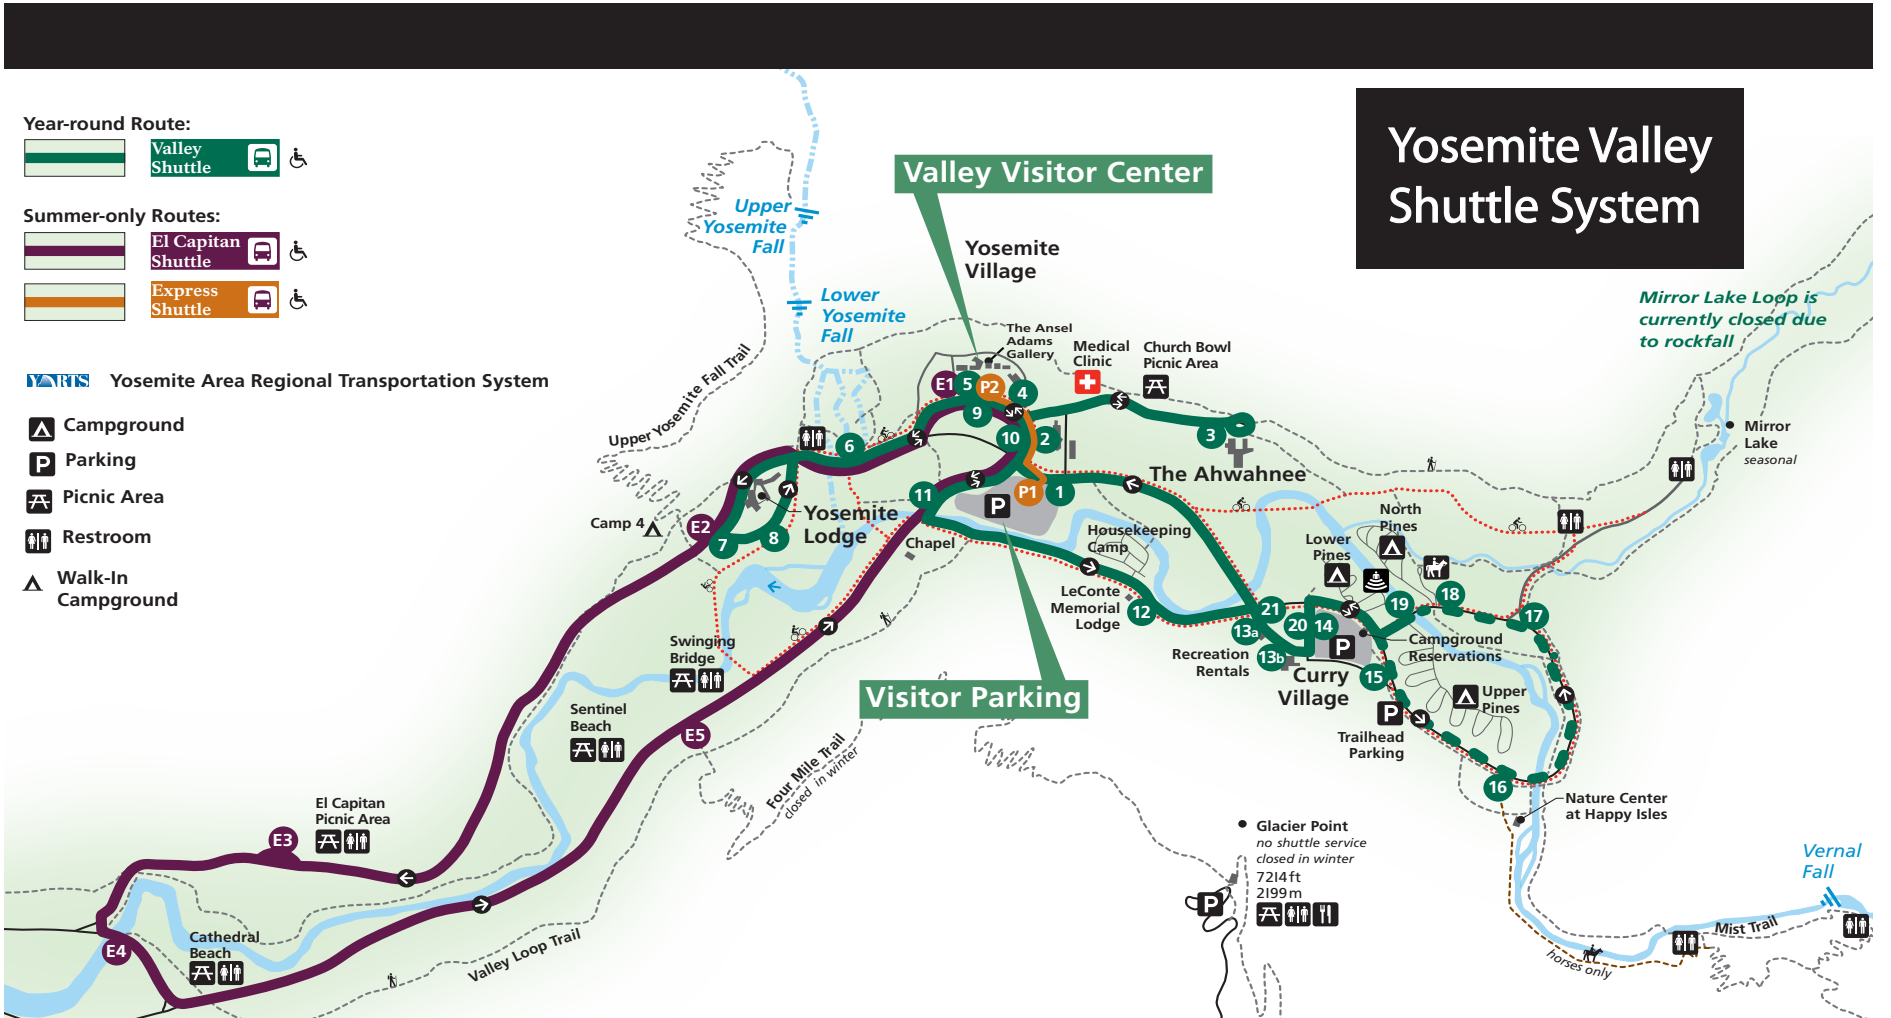 Yosemite Valley
Shuttle System
Year-round Route:
Valley
Shuttle
Summer-only Routes:
El Capitan
Shuttle
Express
Shuttle
YARTS Yosemite Area Regional Transportation System
Campground
P Parking
Picnic Area
Restroom
Walk-In
Campground
Valley Visitor Center
Upper
Yosemite
Fall
Yosemite
Village
Lower
Yosemite
Fall
Mirror Lake Loop is
currently closed due
to rockfall
The Ansel
Adams
Gallery
Medical
Clinic
Church Bowl
Picnic Area
Upper Yosemite Fall Trail
E1
5
P2
4
9
10
2
3
6
The Ahwahnee
Mirror
Lake
seasonal
11
P
P1
1
Yosemite
Lodge
Camp 4
E2
7
8
Chapel
Housekeeping
Camp
North
Pines
Lower
Pines
LeConte
Memorial
Lodge
12
21
13a
20
14
19
18
17
P
Campground
Reservations
Recreation
Rentals
13b
Curry
Village
15
Upper
Pines
P
Trailhead
Parking
16
Swinging
Bridge
Visitor Parking
Sentinel
Beach
E5
Four Mile Trail
closed in winter
El Capitan
Picnic Area
E3
Nature Center
at Happy Isles
Glacier Point
no shuttle service
closed in winter
7214 ft
2199 m
P
Vernal
Fall
E4
Cathedral
Beach
Valley Loop Trail
Mist Trail
horses only